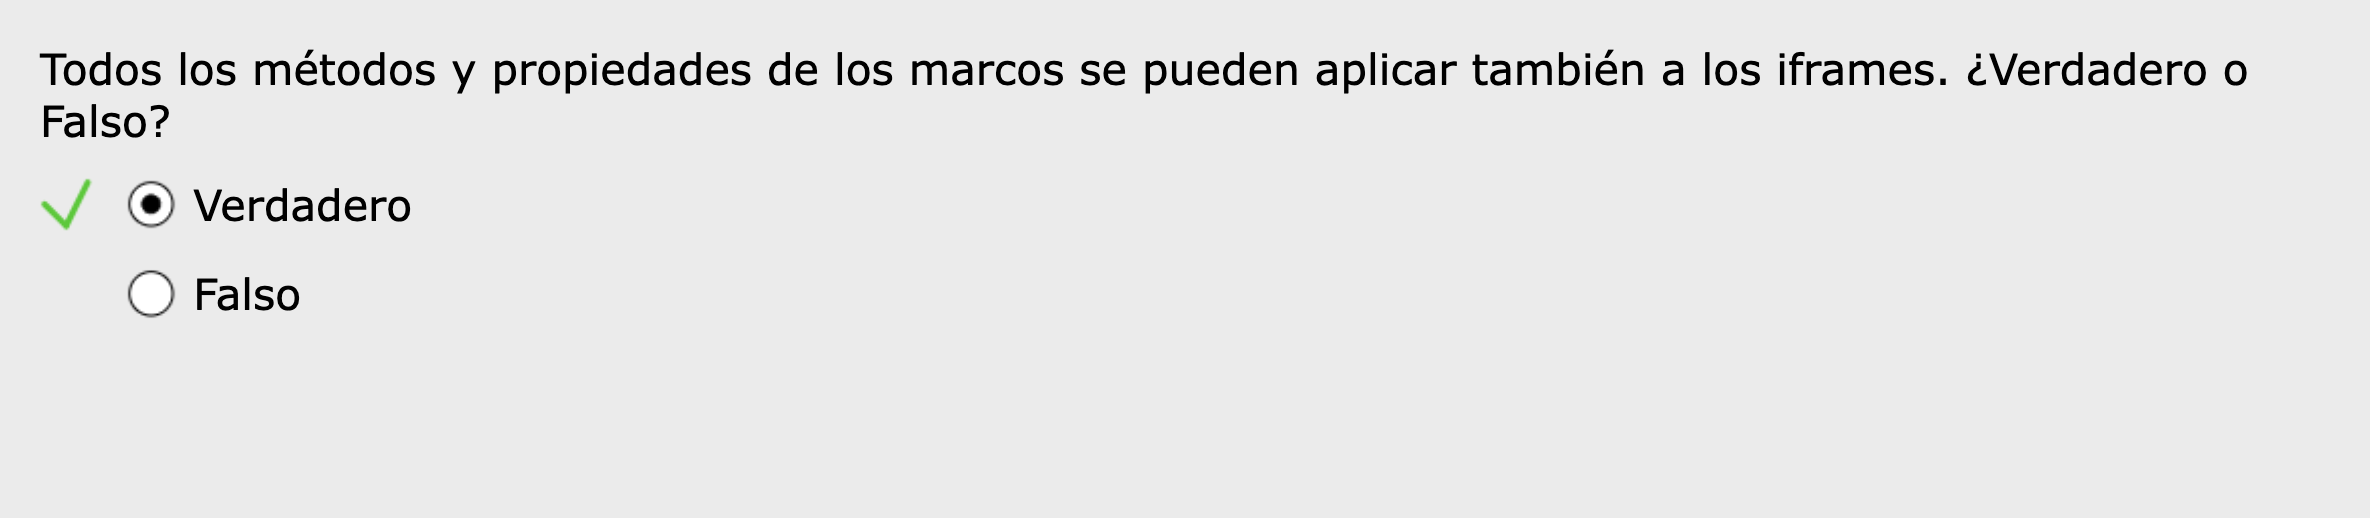 Todos los métodos y propiedades de los marcos se pueden aplicar también a los iframes. ¿Verdadero o
Falso?
Verdadero
Falso